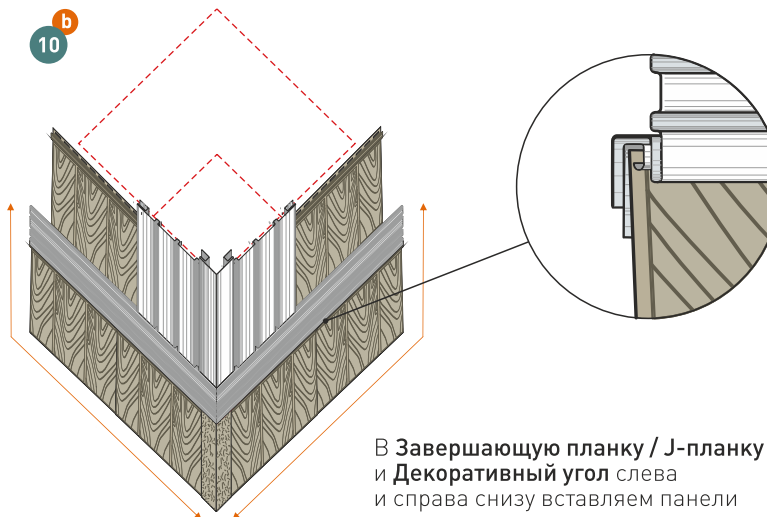 b
10
В Завершающую планку / J-планку
и Декоративный угол слева
и справа снизу вставляем панели